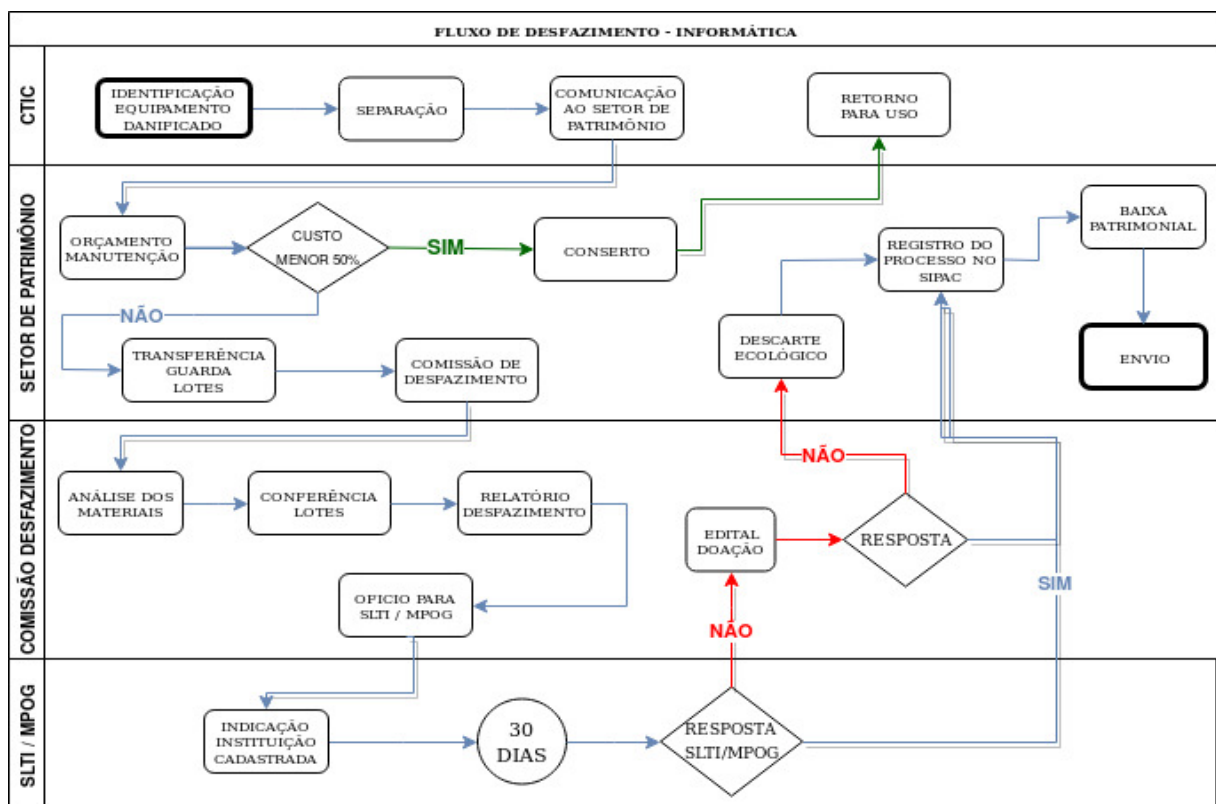 FLUXO DE DESFAZIMENTO - INFORMÁTICA
CTIC
IDENTIFICAÇÃO
EQUIPAMENTO
DANIFICADO
SEPARAÇÃO
COMUNICAÇÃO
AO SETOR DE
PATRIMÔNIO
RETORNO
PARA USO
SETOR DE PATRIMÔNIO
ORÇAMENTO
MANUTENÇÃO
CUSTO
MENOR 50%
SIM
CONSERTO
REGISTRO DO
PROCESSO NO
SIPAC
BAIXA
PATRIMONIAL
NÃO
TRANSFERÊNCIA
GUARDA
LOTES
COMISSÃO DE
DESPAZIMENTO
DESCARTE
ECOLÓGICO
ENVIO
COMISSÃO DESFAZIMENTO
ANÁLISE DOS
MATERIAIS
CONFERÊNCIA
LOTES
RELATÓRIO
DESPAZIMENTO
NÃO
EDITAL
DOAÇÃO
RESPOSTA
OFICIO PARA
SLTI / MPOG
NÃO
SIM
SLTI / MPOG
INDICAÇÃO
INSTITUIÇÃO
CADASTRADA
30
DIAS
RESPOSTA
SLTI/MPOG